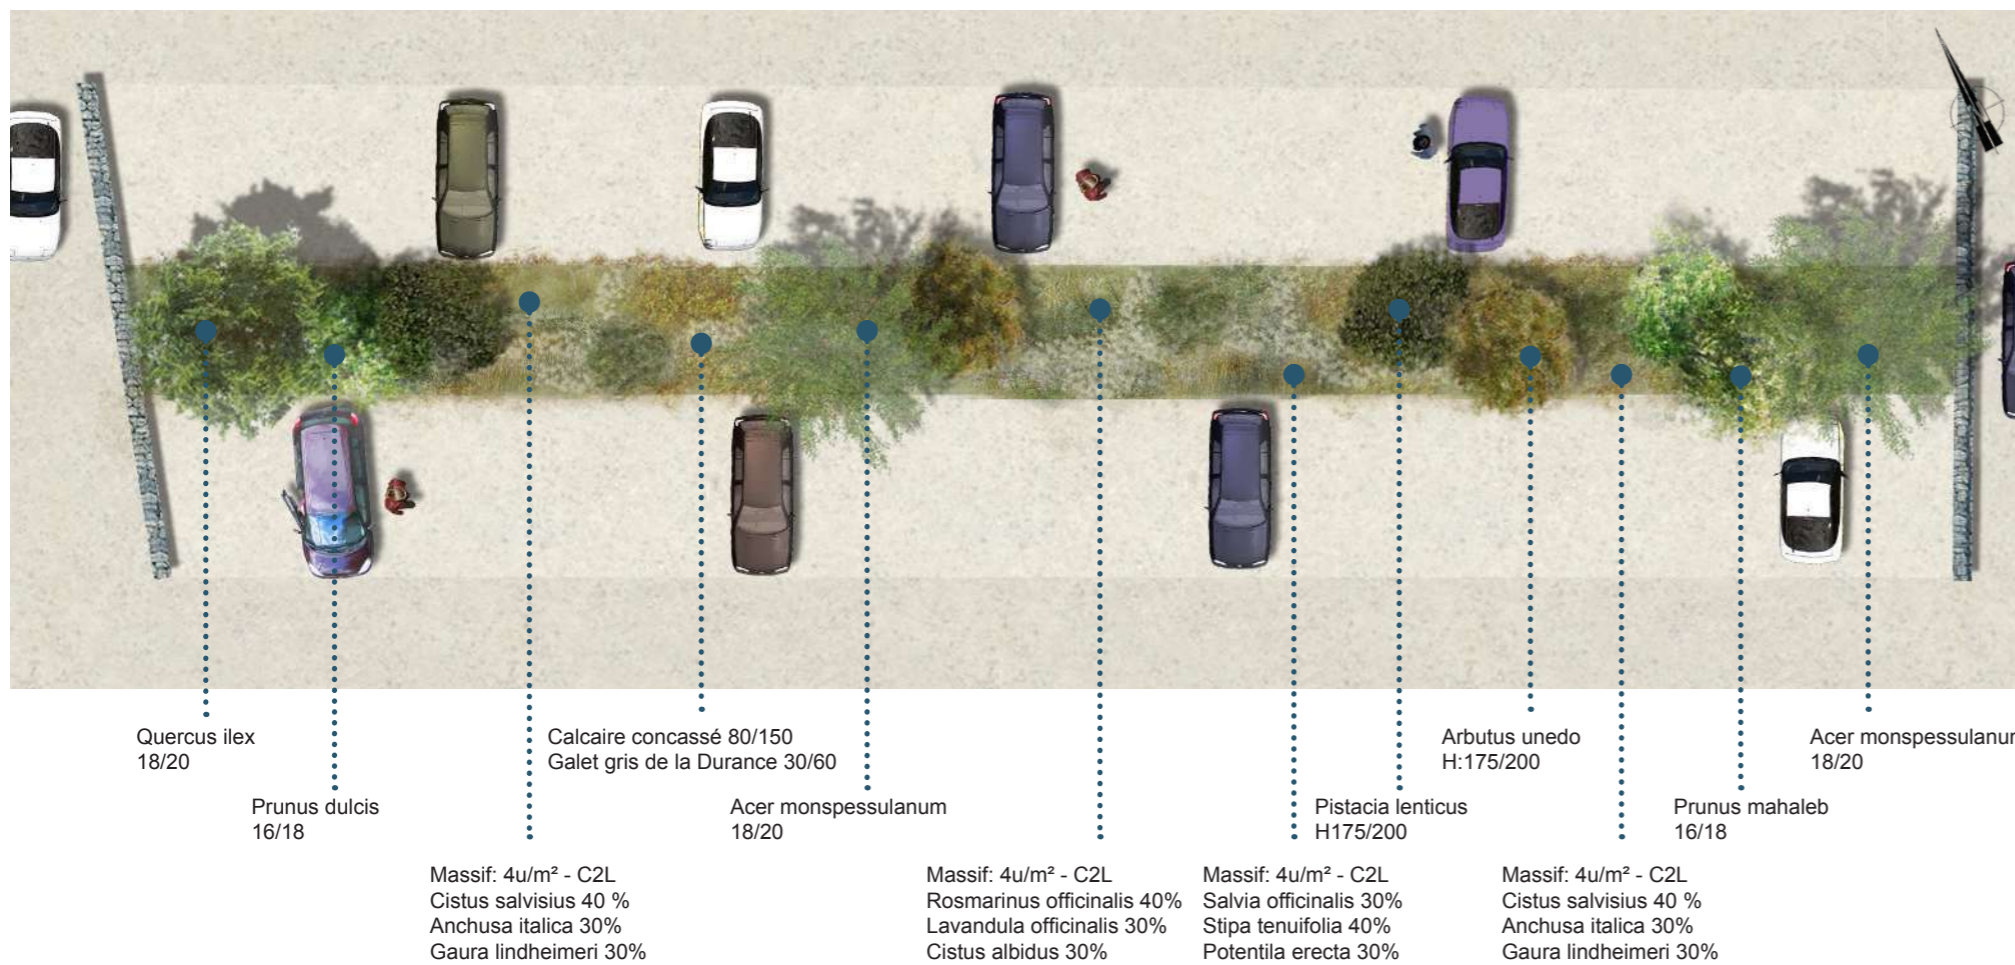 Quercus ilex
18/20
Prunus dulcis
16/18
Massif: 4u/m² - C2L
Cistus salvisius 40 %
Anchusa italica 30%
Gaura lindheimeri 30%
Calcaire concassé 80/150
Galet gris de la Durance 30/60
Acer monspessulanum
18/20
Massif: 4u/m² - C2L
Rosmarinus officinalis 40%
Lavandula officinalis 30%
Cistus albidus 30%
Massif: 4u/m² - C2L
Salvia officinalis 30%
Stipa tenuifolia 40%
Potentila erecta 30%
Pistacia lenticus
H175/200
Arbutus unedo
H:175/200
Massif: 4u/m² - C2L
Cistus salvisius 40 %
Anchusa italica 30%
Gaura lindheimeri 30%
Prunus mahaleb
16/18
Acer monspessulanum
18/20